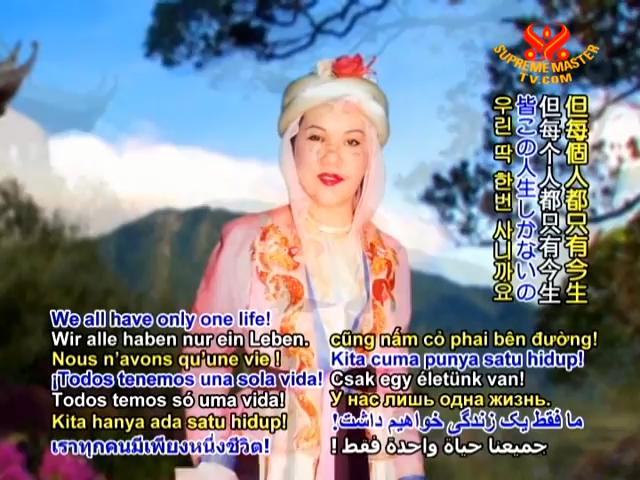 SUPREME MASTER
TV.COM
但每個人都只有今生
但每个人都只有今生
皆この人生しかないの
우린 딱 한번 사니까요
We all have only one life!
Wir alle haben nur ein Leben.
Nous n'avons qu'une vie !
¡Todos tenemos una sola vida!
Todos temos só uma vida!
Kita hanya ada satu hidup!
เราทุกคนมีเพียงหนึ่งชีวิต!
cũng nấm cỏ phai bên đường!
Kita cuma punya satu hidup!
Csak egy életünk van!
У нас лишь одна жизнь.
ما فقط یک زندگی خواهیم داشت!
جميعنا حياة واحدة فقط !